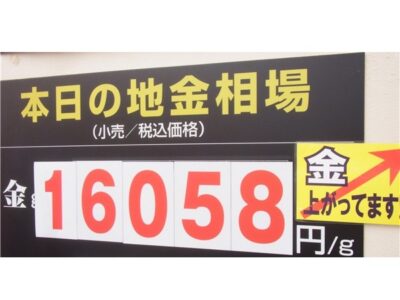 本日の地金相場
(小売/税込価格)
金g 16058 円/g
金
上がってます